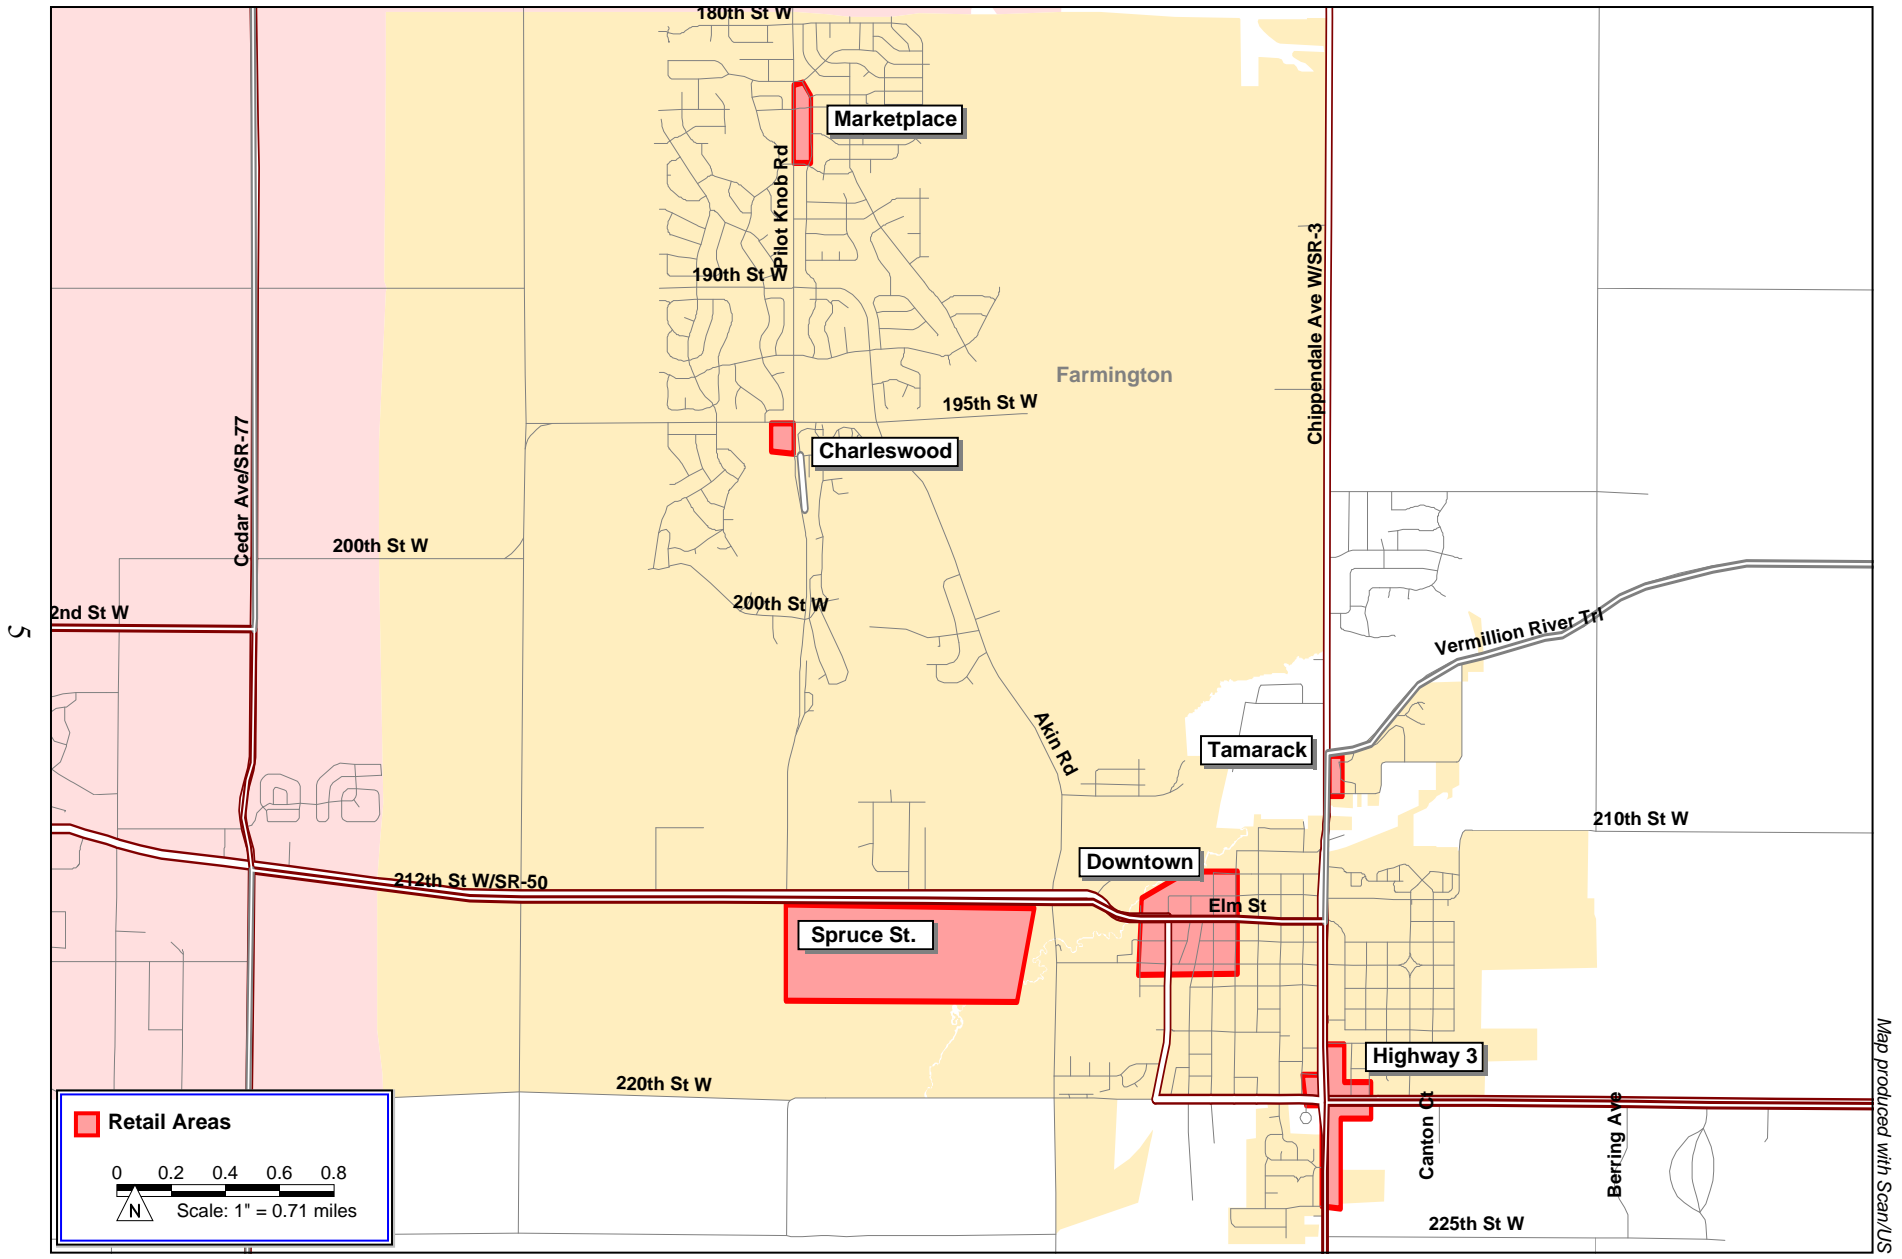 180th St W
Marketplace
Pilot Knob Rd
190th St W
Chippendale Ave W/SR-3
Farmington
195th St W
Charleswood
Cedar Ave/SR-77
200th St W
200th St W
2nd St W
5
Vermillion River Trl
Akin Rd
Tamarack
210th St W
Downtown
212th St W/SR-50
Elm St
Spruce St.
Highway 3
220th St W
Canton Ct
Berring Ave
225th St W
Retail Areas
0 0.2 0.4 0.6 0.8
N
Scale: 1" = 0.71 miles
Map produced with Scan/US